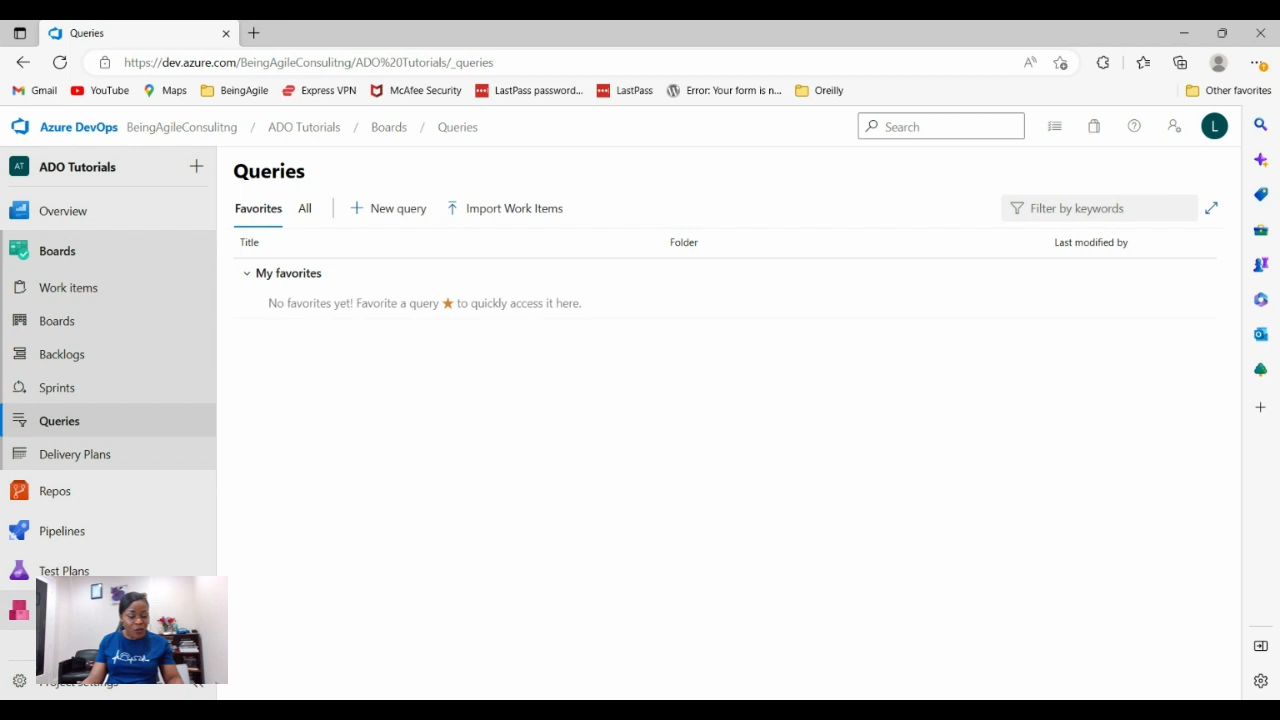 Queries
https://dev.azure.com/BeingAgileConsulitng/ADO%20Tutorials/_queries
Gmail YouTube Maps BeingAgile Express VPN McAfee Security LastPass password... LastPass Error: Your form is n... Oreilly Other favorites
Azure DevOps BeingAgileConsulitng / ADO Tutorials / Boards / Queries Search L
AT ADO Tutorials
Queries
Favorites All New query Import Work Items Filter by keywords
Title Folder Last modified by
My favorites
No favorites yet! Favorite a query ★ to quickly access it here.
Overview
Boards
Work items
Boards
Backlogs
Sprints
Queries
Delivery Plans
Repos
Pipelines
Test Plans